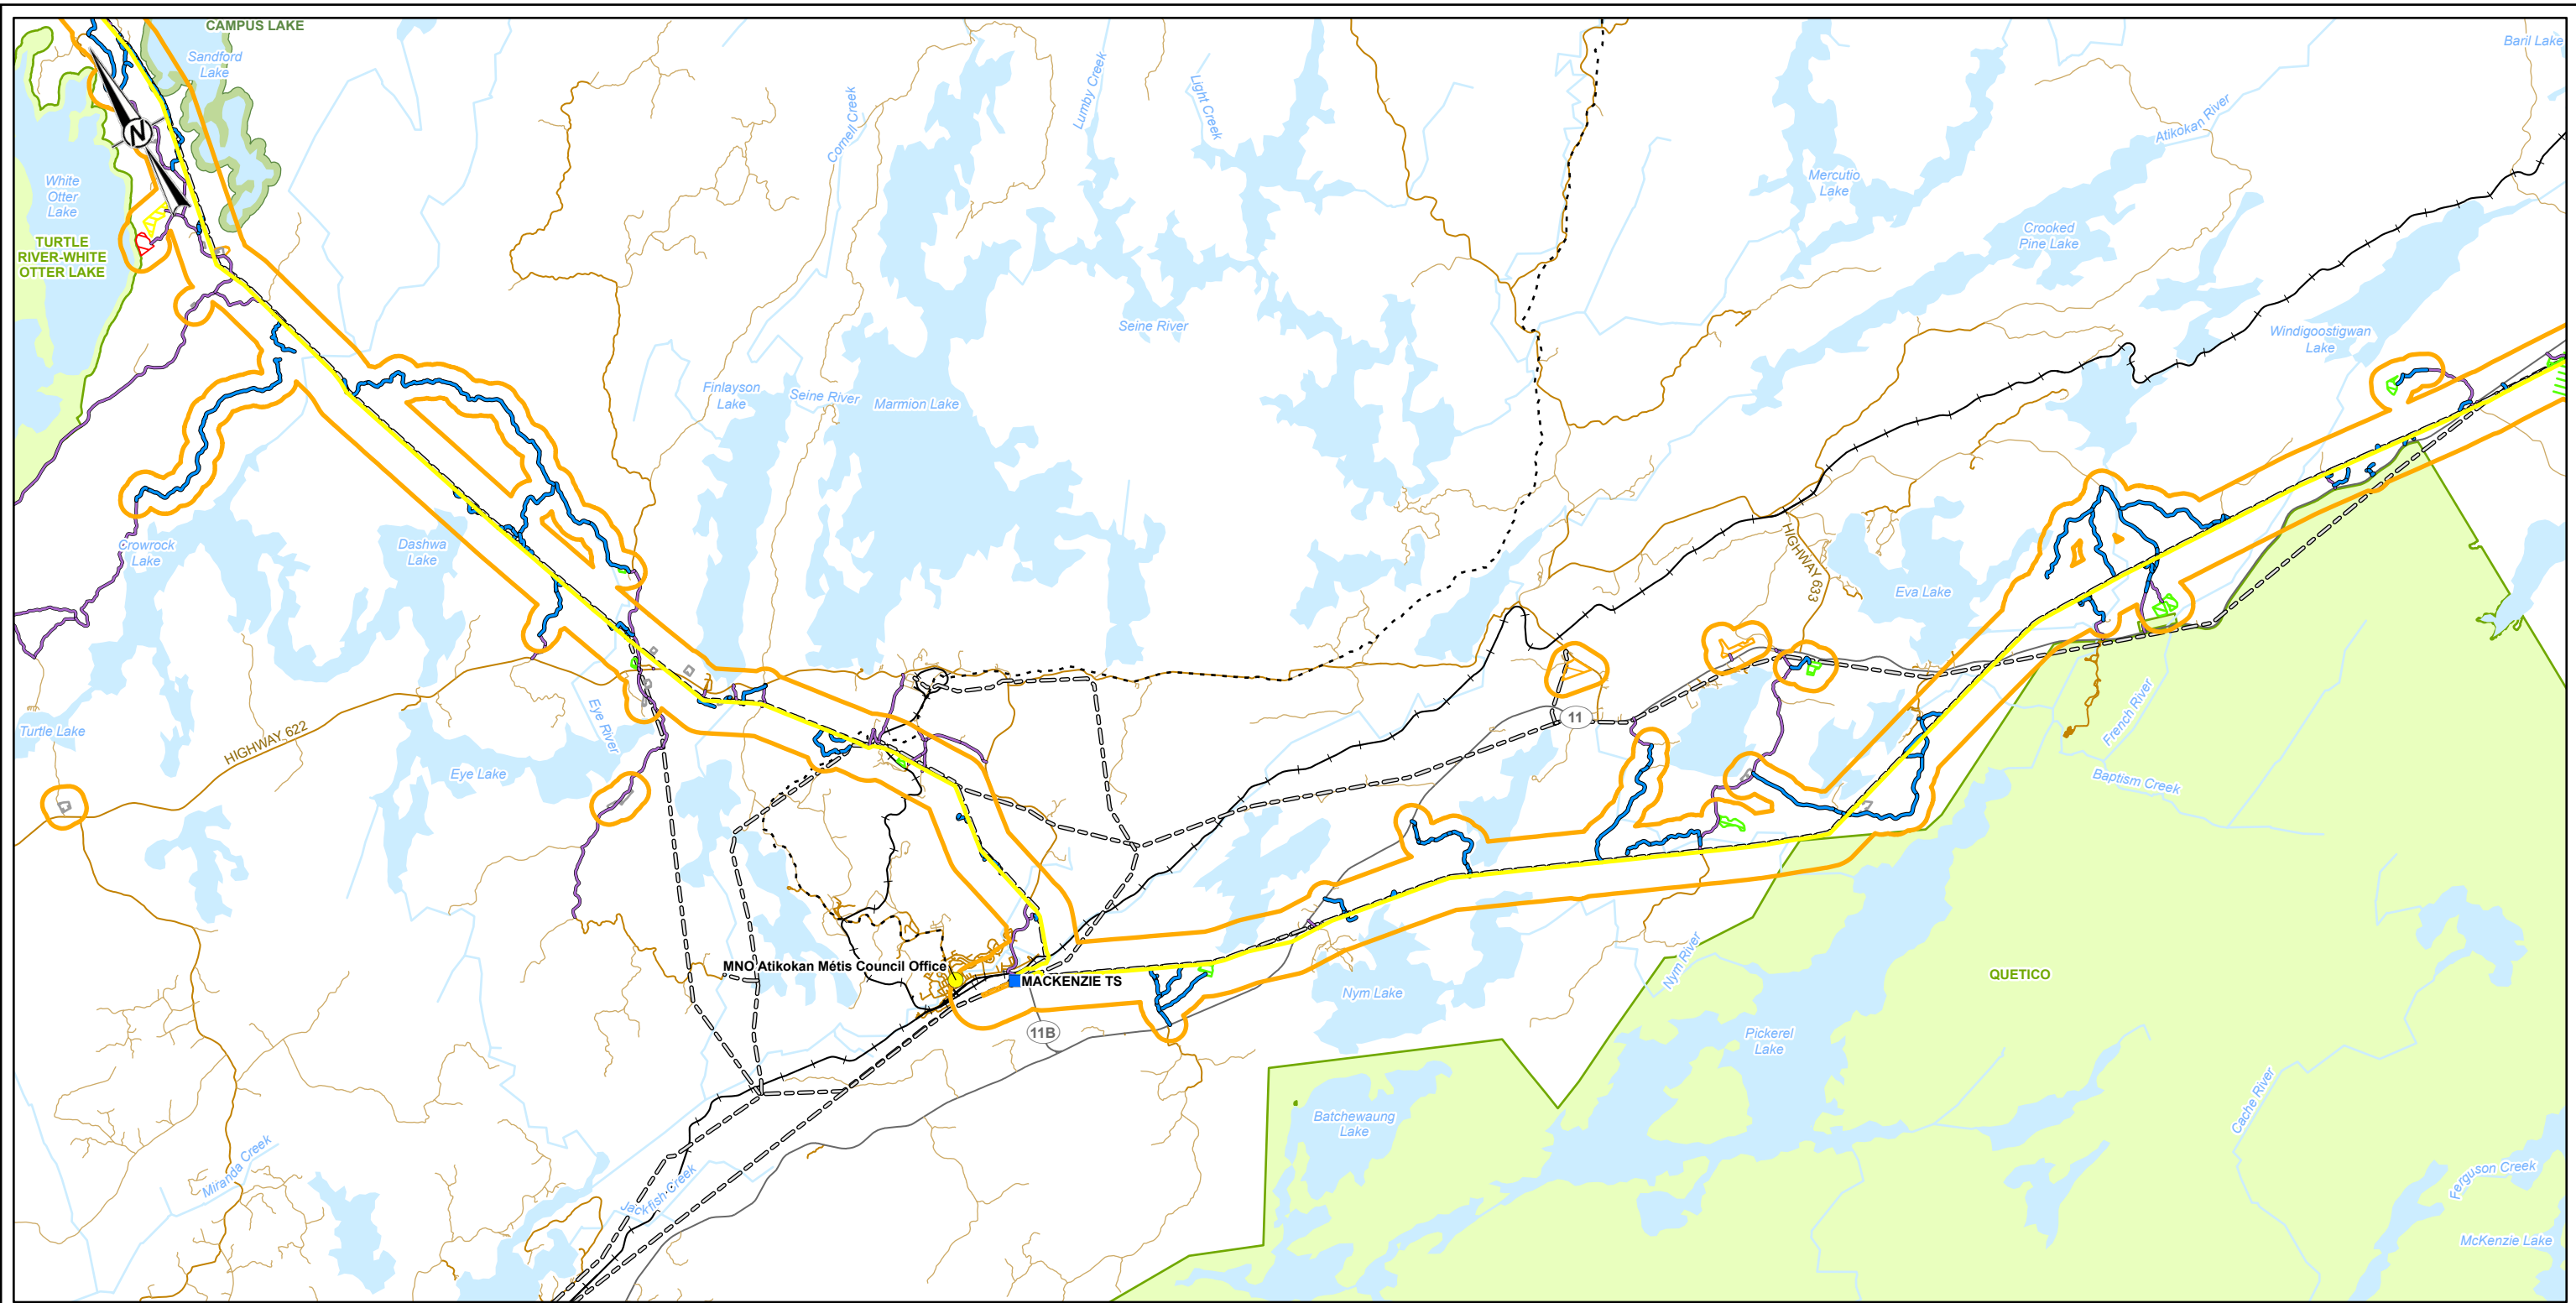 CAMPUS LAKE
Sandford
Lake
Baril Lake
N
Lumby Creek
Light Creek
Cornell Creek
Atikokan River
White
Otter
Lake
Mercutio
Lake
TURTLE
RIVER-WHITE
OTTER LAKE
Crooked
Pine Lake
Seine River
Windigoostigwan
Lake
Finlayson
Lake
Seine River
Marmion Lake
Crowrock
Lake
Dashwa
Lake
HIGHWAY 633
Eva Lake
Turtle Lake
HIGHWAY 622
Eye River
11
French River
Eye Lake
Baptism Creek
MNO Atikokan Métis Council Office
MACKENZIE TS
Nym Lake
Nym River
QUETICO
11B
Pickerel
Lake
Batchewaung
Lake
Cache River
Miranda Creek
Jackfish Creek
Ferguson Creek
McKenzie Lake